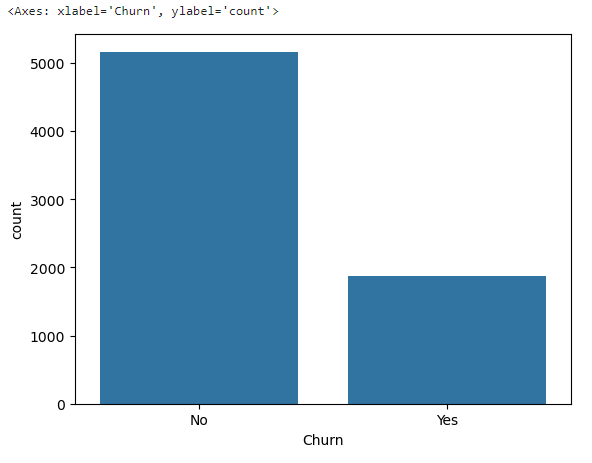 <Axes: xlabel='Churn', ylabel='count'>
5000
4000
3000
2000
1000
0
count
No Yes
Churn